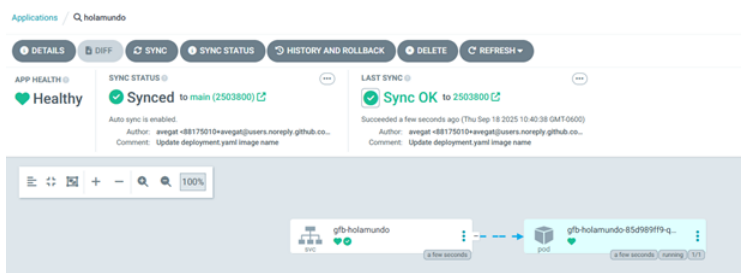 Applications / holamundo
DETAILS DIFF SYNC SYNC STATUS HISTORY AND ROLLBACK DELETE REFRESH
APP HEALTH
Healthy
SYNC STATUS
Synced to main (2503800)
Auto sync is enabled.
Author: avegat <88175010+avegat@users.noreply.github.co...
Comment: Update deployment.yaml image name
LAST SYNC
Sync OK to 2503800
Succeeded a few seconds ago (Thu Sep 18 2025 10:40:38 GMT-0600)
Author: avegat <88175010+avegat@users.noreply.github.co...
Comment: Update deployment.yaml image name
100%
gfb-holamundo
svc
a few seconds
gfb-holamundo-85d989ff9-q...
pod
a few seconds running 1/1